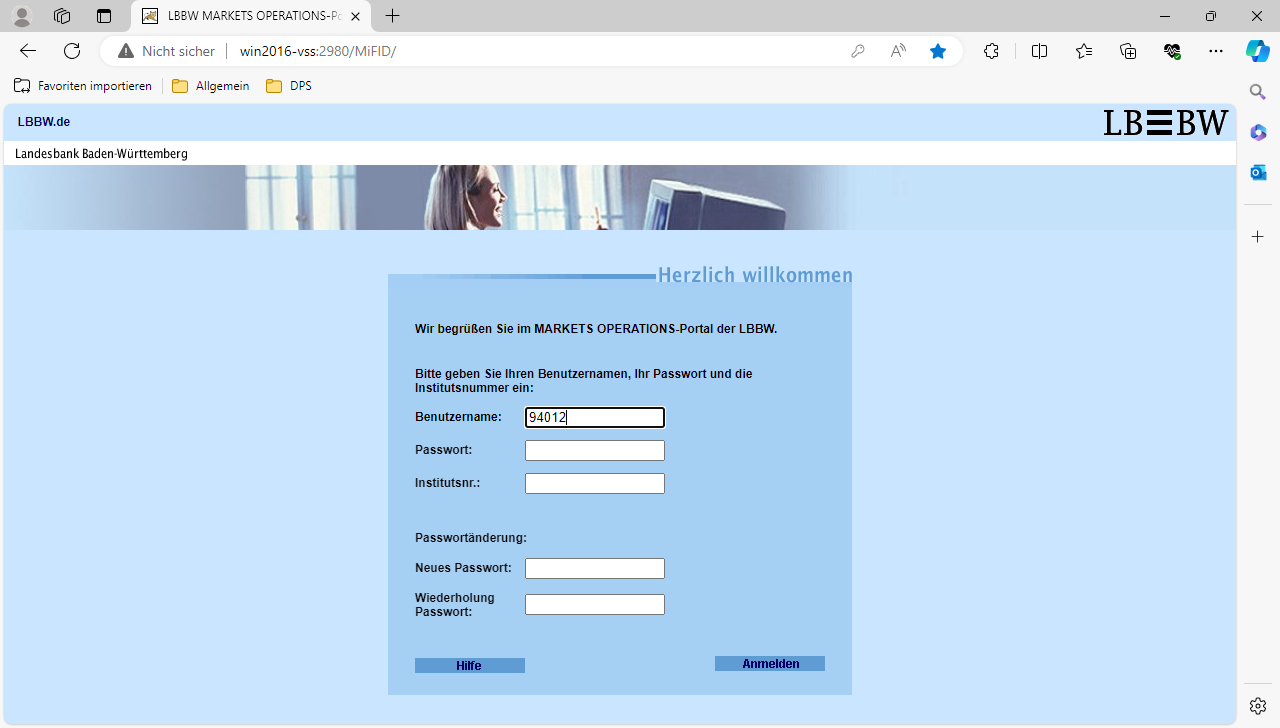 LBBW MARKETS OPERATIONS-Po
Nicht sicher
win2016-vss:2980/MiFID/
Favoriten importieren
Allgemein
DPS
LBBW.de
LBBW
Landesbank Baden-Württemberg
Herzlich willkommen
Wir begrüßen Sie im MARKETS OPERATIONS-Portal der LBBW.
Bitte geben Sie Ihren Benutzernamen, Ihr Passwort und die
Institutsnummer ein:
Benutzername: 94012
Passwort:
Institutsnr.:
Passwortänderung:
Neues Passwort:
Wiederholung
Passwort:
Hilfe
Anmelden